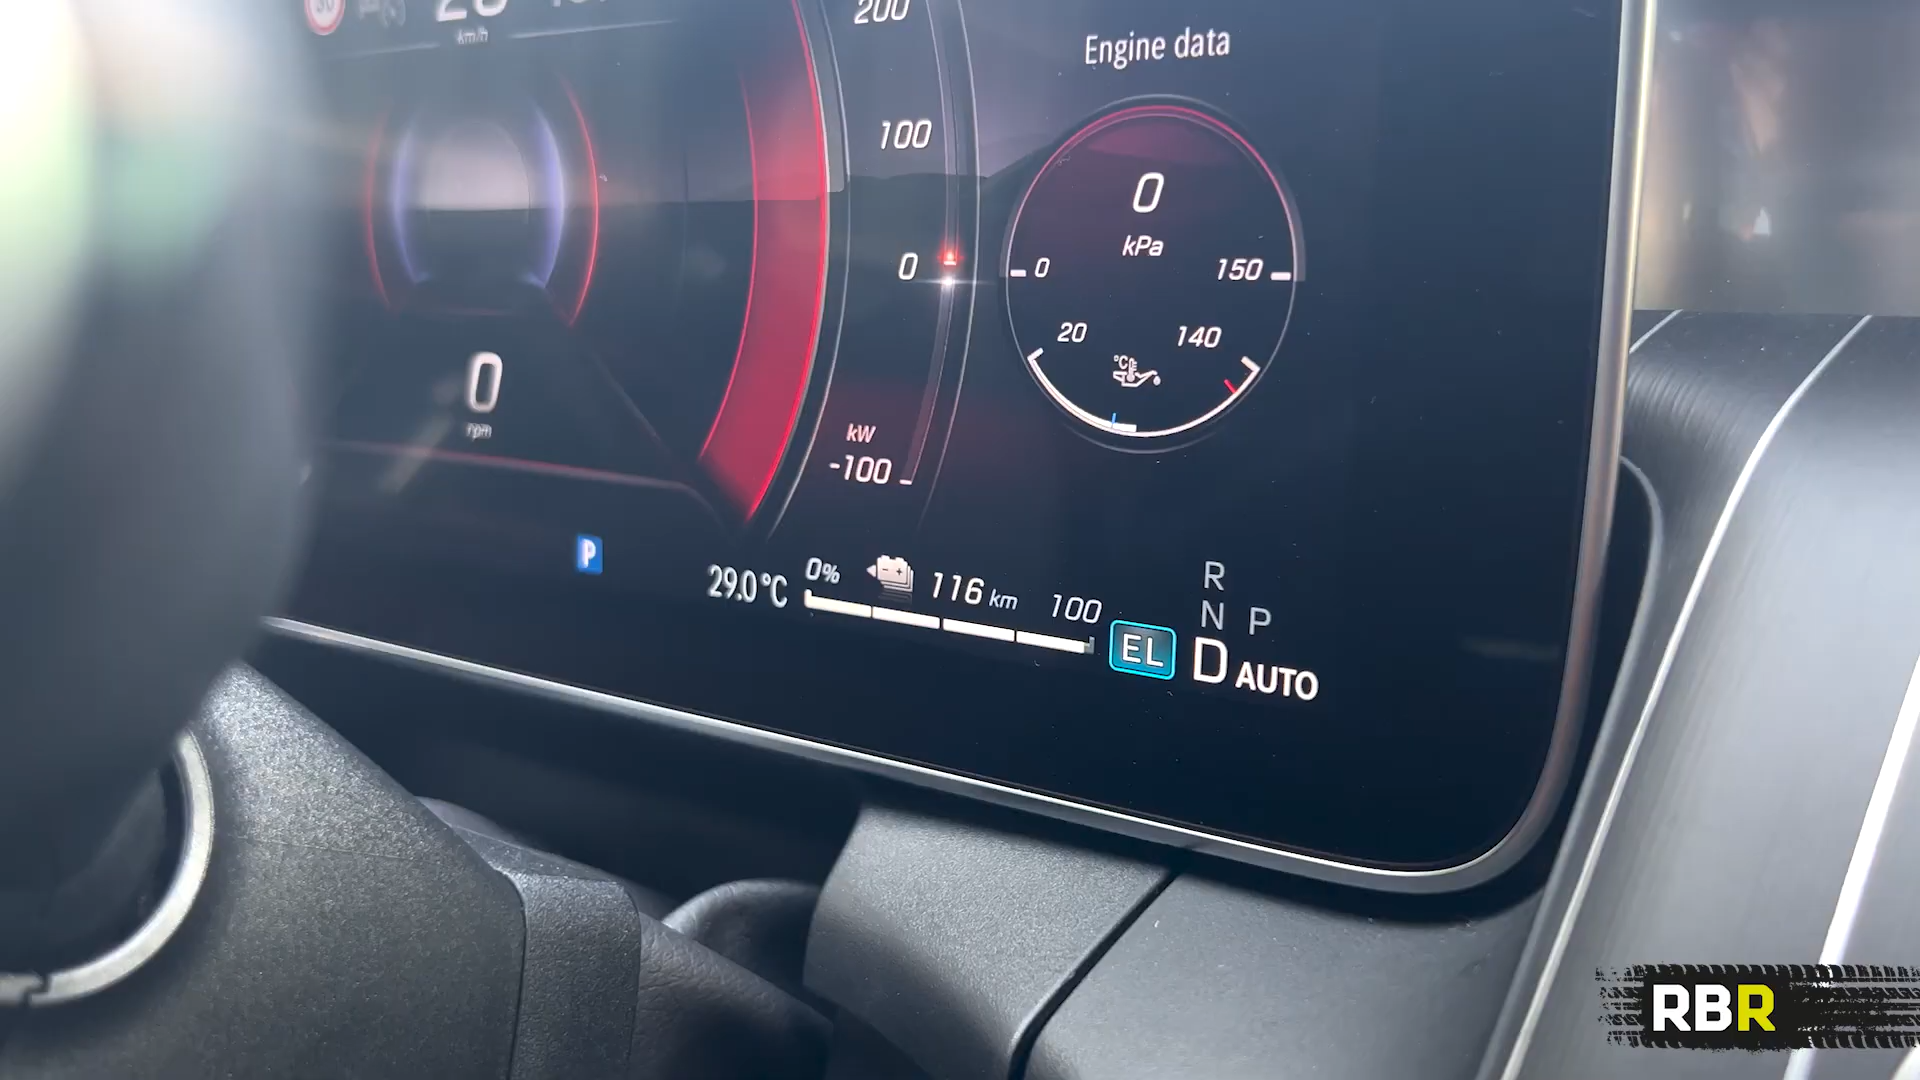 km/h
200
Engine data
100
0
kPa
0
0
150
20
140
°C
0
rpm
kW
-100
P
29.0°C
0%
116 km
100
R
N P
EL
D AUTO
RBR